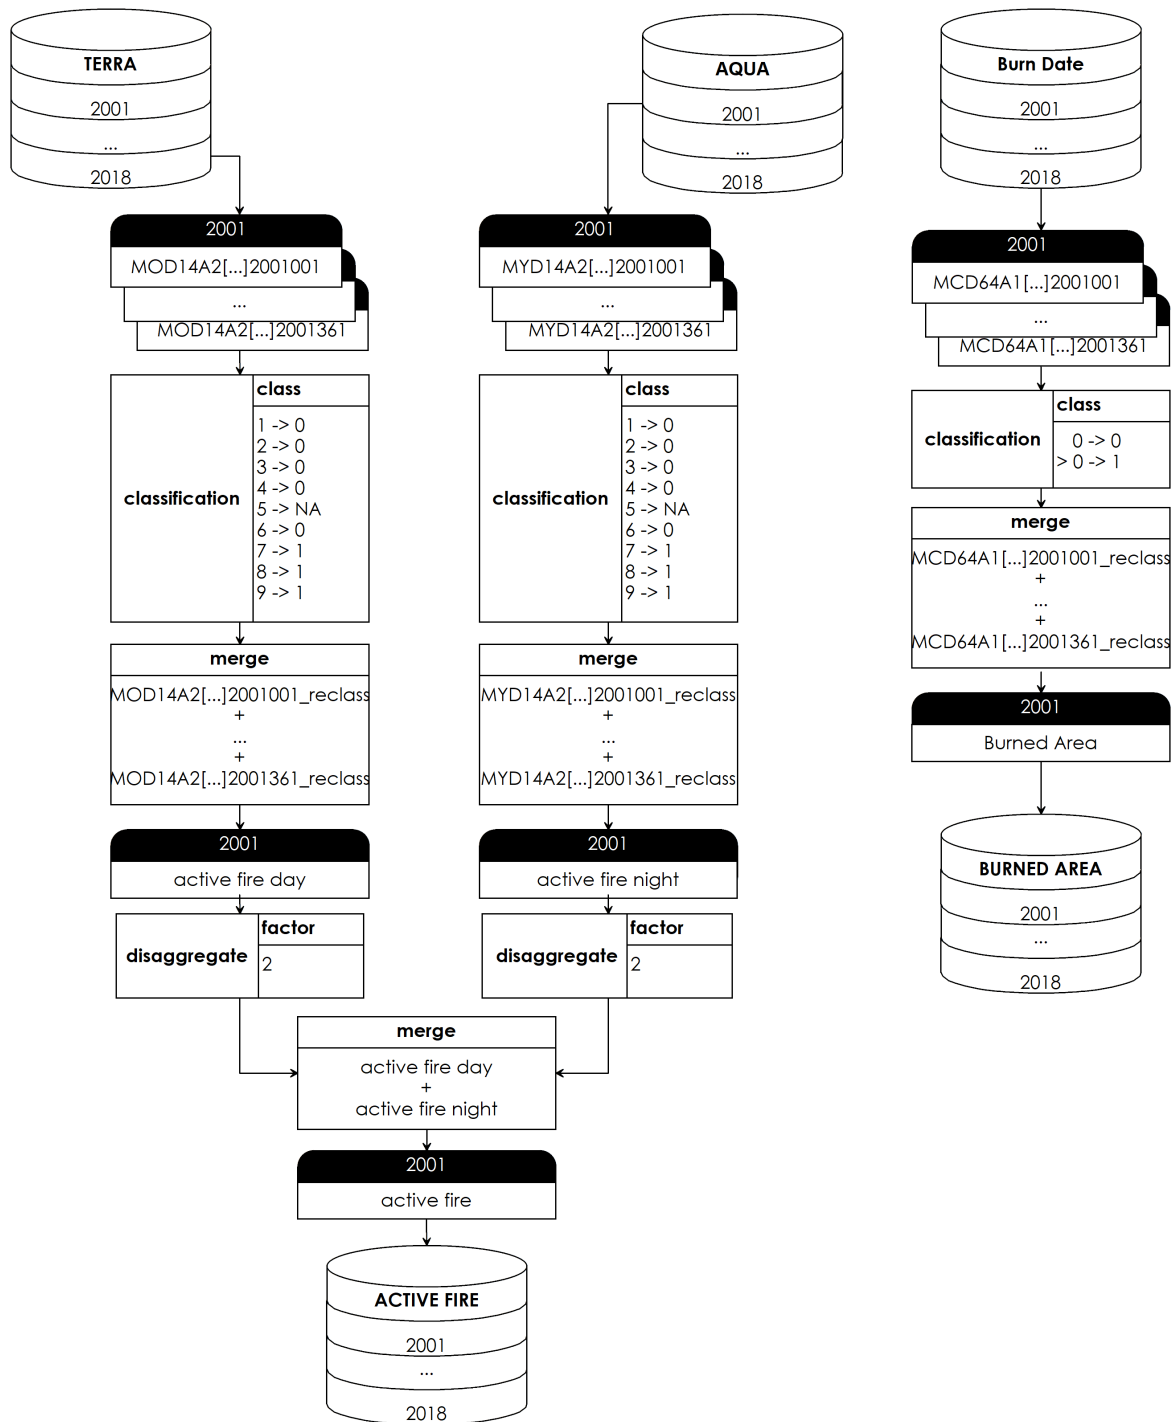 TERRA
2001
...
2018
2001
MOD14A2[...]2001001
...
MOD14A2[...]2001361
classification
class
1 -> 0
2 -> 0
3 -> 0
4 -> 0
5 -> NA
6 -> 0
7 -> 1
8 -> 1
9 -> 1
merge
MOD14A2[...]2001001_reclass
+
...
+
MOD14A2[...]2001361_reclass
2001
active fire day
disaggregate
factor
2
AQUA
2001
...
2018
2001
MYD14A2[...]2001001
...
MYD14A2[...]2001361
classification
class
1 -> 0
2 -> 0
3 -> 0
4 -> 0
5 -> NA
6 -> 0
7 -> 1
8 -> 1
9 -> 1
merge
MYD14A2[...]2001001_reclass
+
...
+
MYD14A2[...]2001361_reclass
2001
active fire night
disaggregate
factor
2
merge
active fire day
+
active fire night
2001
active fire
ACTIVE FIRE
2001
...
2018
Burn Date
2001
...
2018
2001
MCD64A1[...]2001001
...
MCD64A1[...]2001361
classification
class
0 -> 0
> 0 -> 1
merge
MCD64A1[...]2001001_reclass
+
...
+
MCD64A1[...]2001361_reclass
2001
Burned Area
BURNED AREA
2001
...
2018